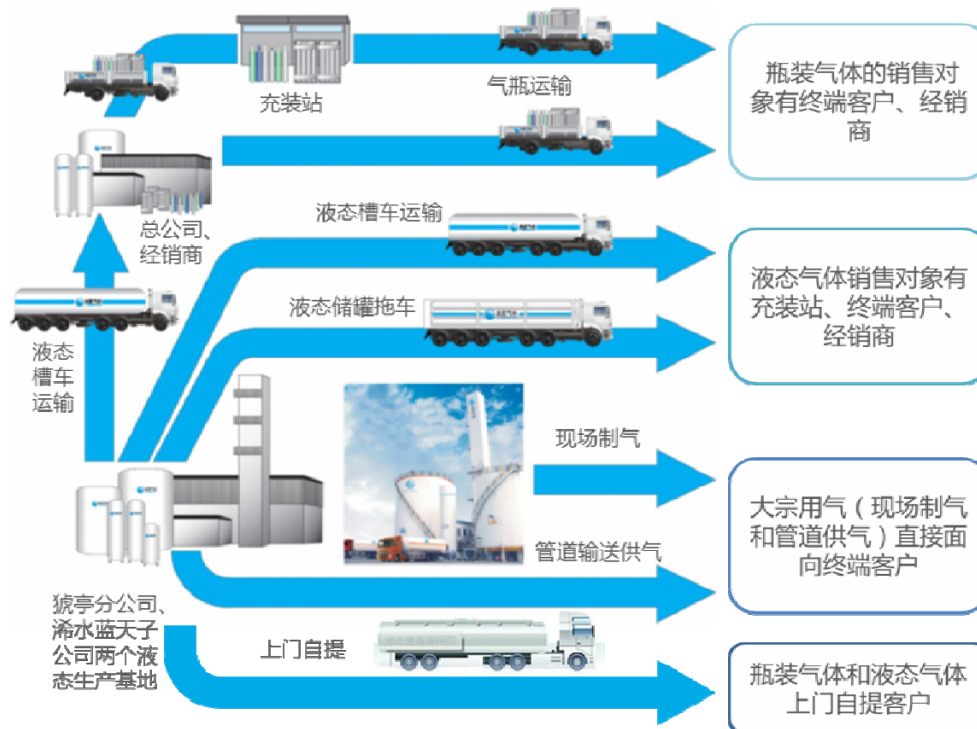 充装站
气瓶运输
瓶装气体的销售对
象有终端客户、经销
商
总公司、
经销商
液态槽车运输
液态储罐拖车
液态气体销售对象有
充装站、终端客户、
经销商
液态
槽车
运输
现场制气
管道输送供气
大宗用气（现场制气
和管道供气）直接面
向终端客户
猇亭分公司、
浠水蓝天子
公司两个液
态生产基地
上门自提
瓶装气体和液态气体
上门自提客户